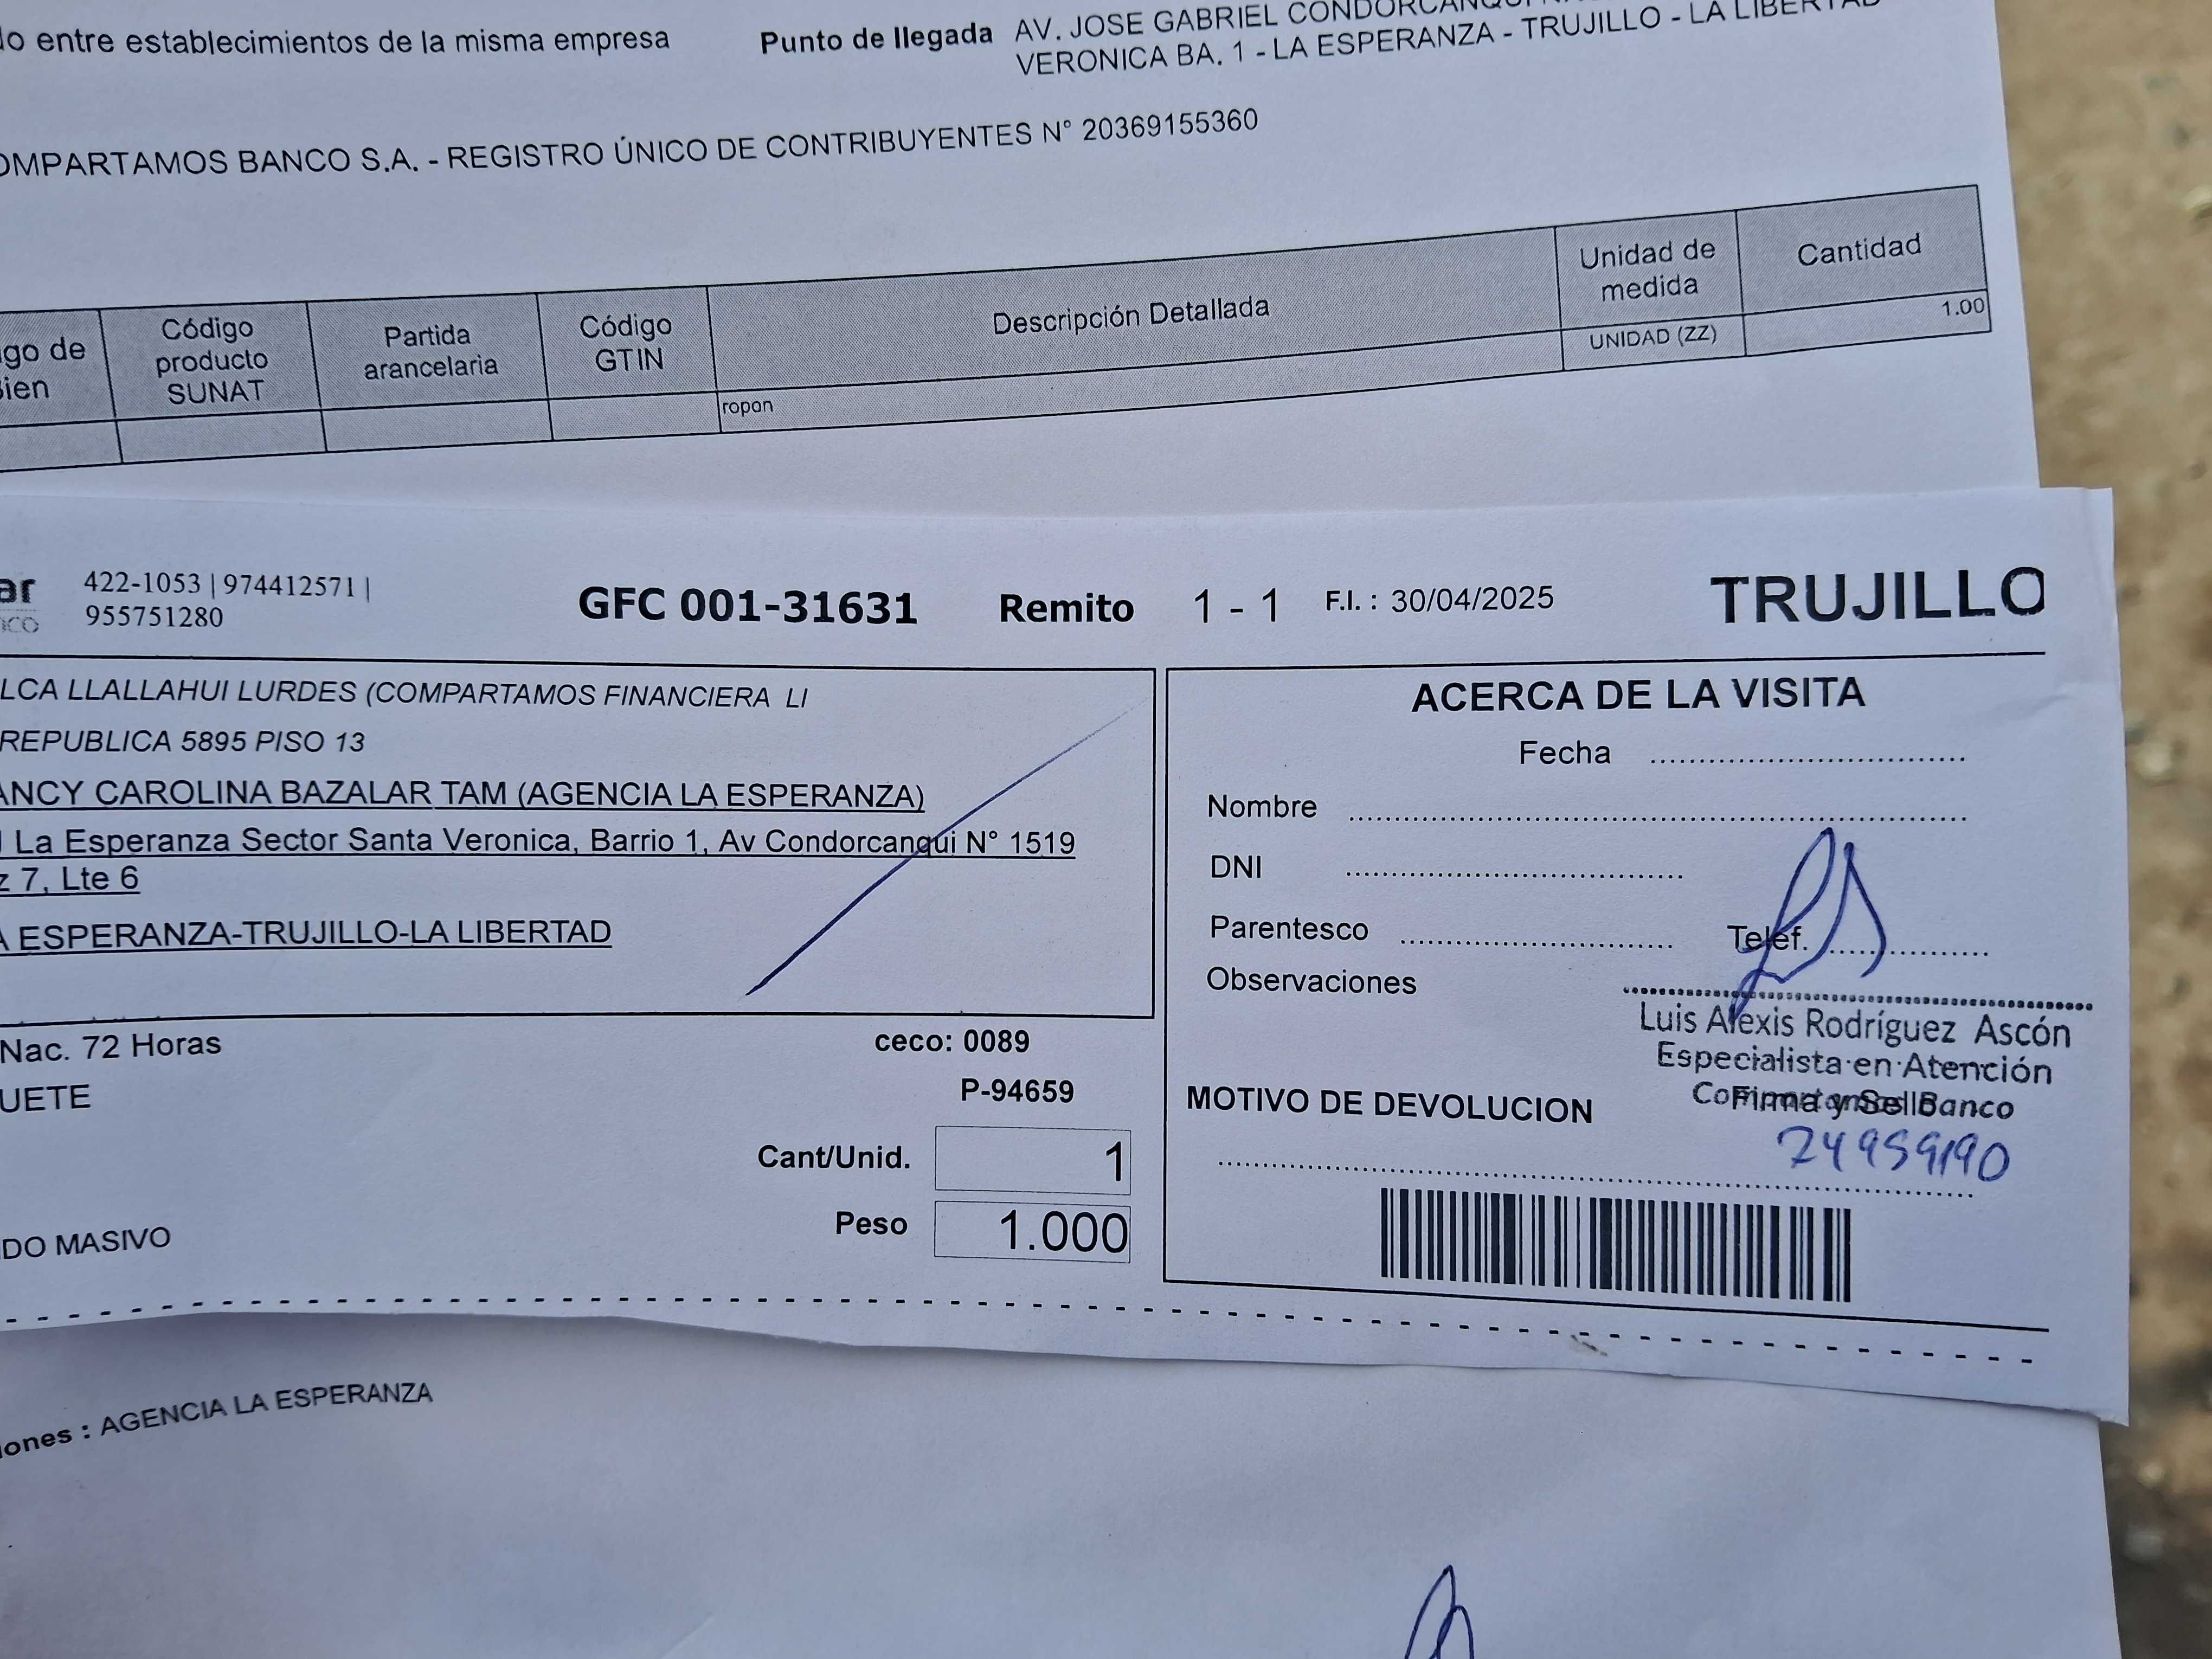 lo entre establecimientos de la misma empresa
Punto de llegada AV. JOSE GABRIEL CONDORCANQUI
VERONICA BA. 1 - LA ESPERANZA - TRUJILLO - LA LIBERTAD
OMPARTAMOS BANCO S.A. - REGISTRO ÚNICO DE CONTRIBUYENTES N° 20369155360
go de Bien
Código producto SUNAT
Partida arancelaria
Código GTIN
Descripción Detallada
Unidad de medida
Cantidad
ropon
UNIDAD (ZZ)
1.00
ar
422-1053 | 974412571 |
955751280
GFC 001-31631 Remito 1 - 1 F.I. : 30/04/2025 TRUJILLO
LCA LLALLAHUI LURDES (COMPARTAMOS FINANCIERA LI
REPUBLICA 5895 PISO 13
ANCY CAROLINA BAZALAR TAM (AGENCIA LA ESPERANZA)
La Esperanza Sector Santa Veronica, Barrio 1, Av Condorcanqui N° 1519
z 7, Lte 6
A ESPERANZA-TRUJILLO-LA LIBERTAD
Nac. 72 Horas
ceco: 0089
UETE
P-94659
Cant/Unid. 1
Peso 1.000
DO MASIVO
ACERCA DE LA VISITA
Fecha
Nombre
DNI
Parentesco
Telef.
Observaciones
Luis Alexis Rodríguez Ascón
Especialista en Atención
Compartamos Banco
Firma y Sello
MOTIVO DE DEVOLUCION
74959190
iones : AGENCIA LA ESPERANZA